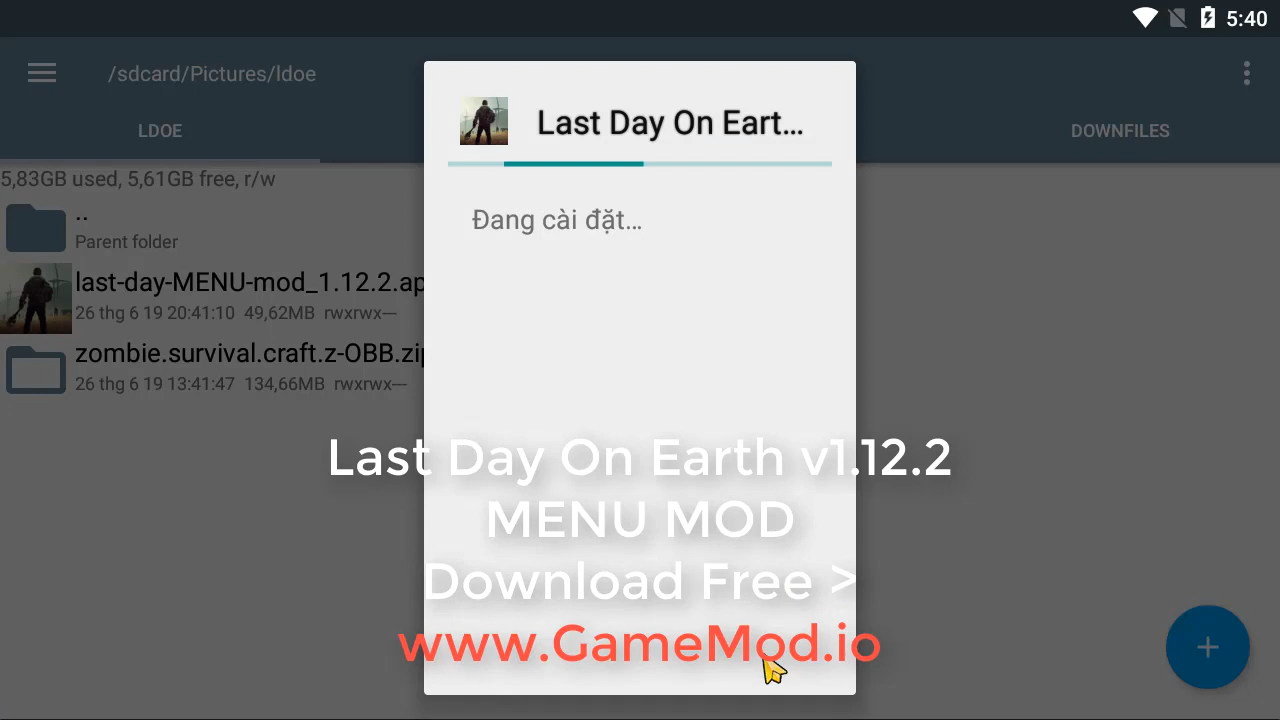 5:40
/sdcard/Pictures/ldoe
LDOE
DOWNFILES
Last Day On Eart...
5,83GB used, 5,61GB free, r/w
..
Parent folder
Đang cài đặt...
last-day-MENU-mod_1.12.2.ap
26 thg 6 19 20:41:10 49,62MB rwxrwx---
zombie.survival.craft.z-OBB.zip
26 thg 6 19 13:41:47 134,66MB rwxrwx---
Last Day On Earth v1.12.2
MENU MOD
Download Free >
www.GameMod.io